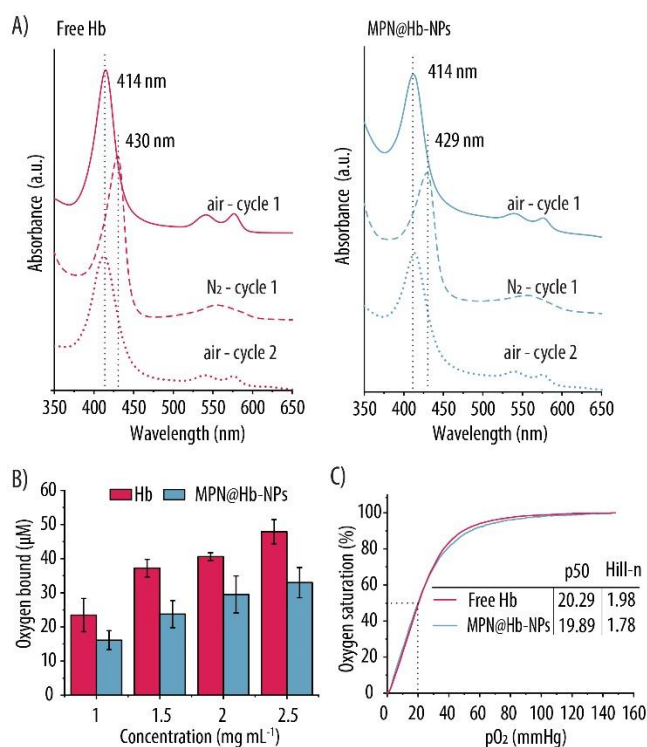 A)
Free Hb
414 nm
430 nm
air - cycle 1
N₂ - cycle 1
air - cycle 2
Absorbance (a.u.)
350 400 450 500 550 600 650
Wavelength (nm)
MPN@Hb-NPs
414 nm
429 nm
air - cycle 1
N₂ - cycle 1
air - cycle 2
Absorbance (a.u.)
350 400 450 500 550 600 650
Wavelength (nm)
B)
Hb MPN@Hb-NPs
Oxygen bound (µM)
60
50
40
30
20
10
0
1 1.5 2 2.5
Concentration (mg mL⁻¹)
C)
Oxygen saturation (%)
100
80
60
40
20
0
p50 Hill-n
Free Hb 20.29 1.98
MPN@Hb-NPs 19.89 1.78
0 20 40 60 80 100 120 140 160
pO₂ (mmHg)